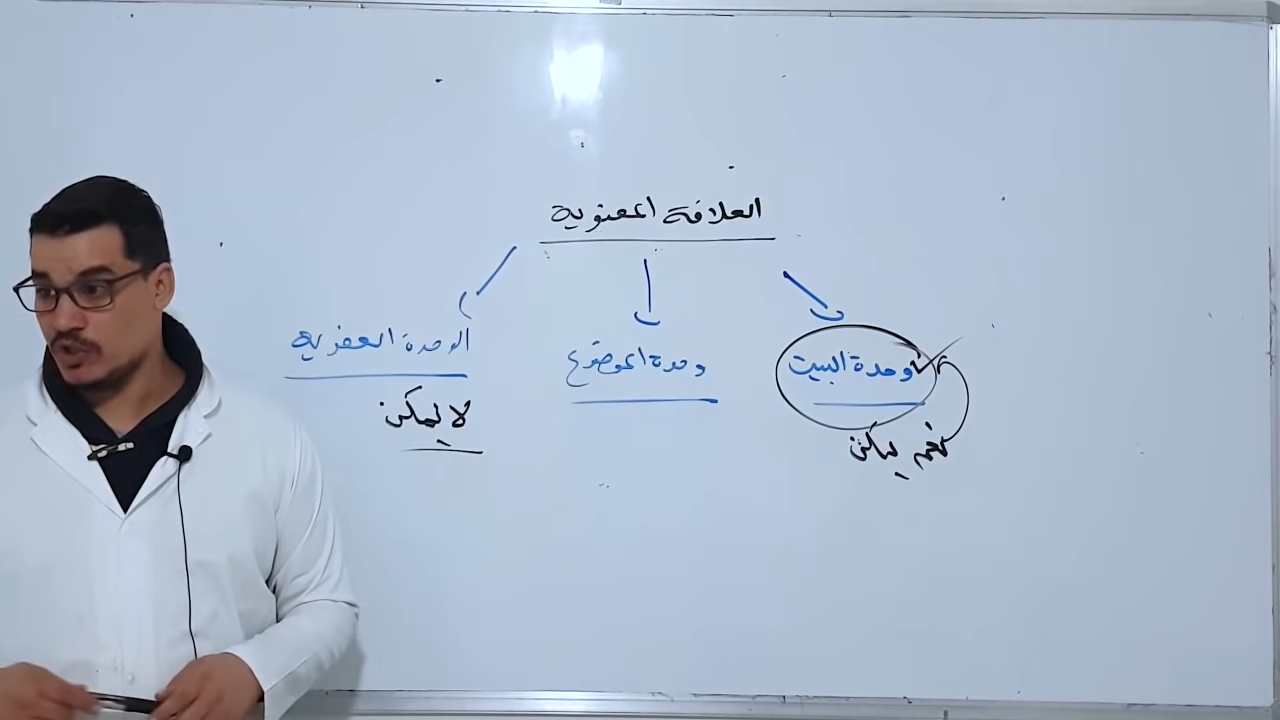 العلاقة المعنوية
وحدة البيت
وحدة الموضوع
الوحدة العضوية
نعم يمكن
لا يمكن